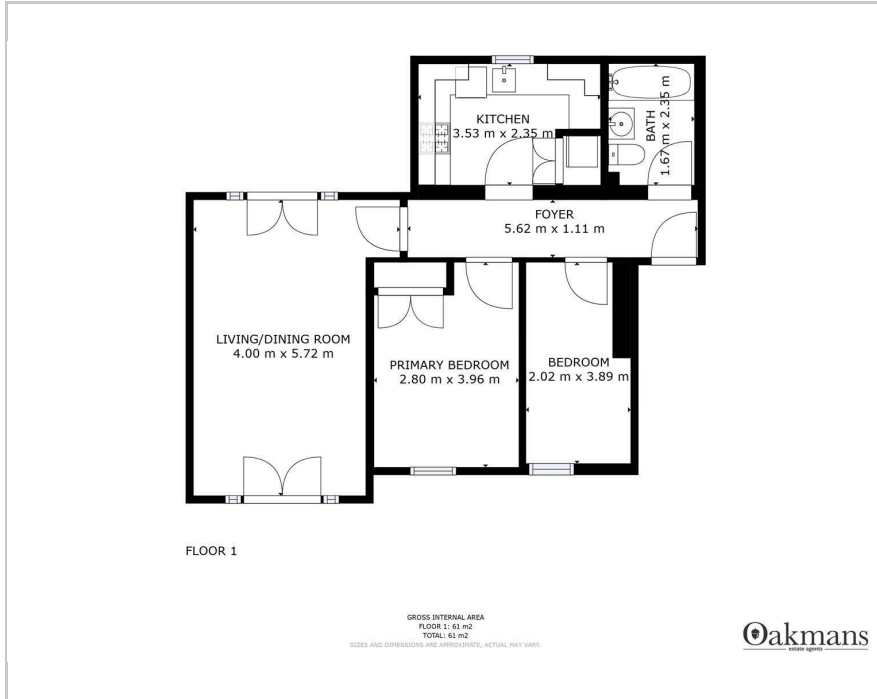 KITCHEN
3.53 m x 2.35 m
BATH
1.67 m x 2.35 m
FOYER
5.62 m x 1.11 m
LIVING/DINING ROOM
4.00 m x 5.72 m
PRIMARY BEDROOM
2.80 m x 3.96 m
BEDROOM
2.02 m x 3.89 m
FLOOR 1
GROSS INTERNAL AREA
FLOOR 1: 61 m2
TOTAL: 61 m2
SIZES AND DIMENSIONS ARE APPROXIMATE, ACTUAL MAY VARY.
Oakmans
estate agents